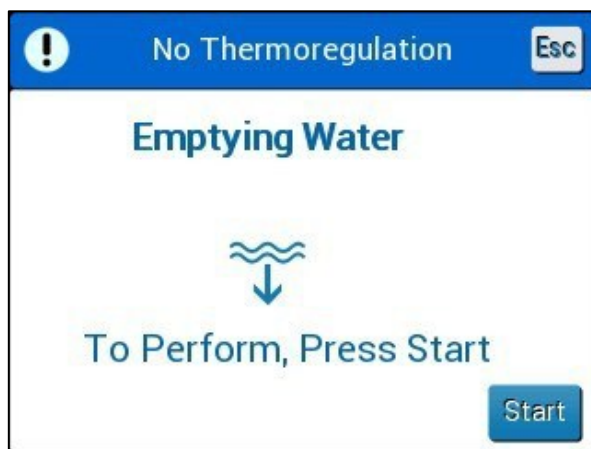 No Thermoregulation
Esc
Emptying Water
To Perform, Press Start
Start